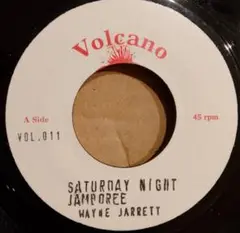 Volcano
A Side
45 rpm
VOL.011
SATURDAY NIGHT
JAMBOREE
WAYNE JARRETT